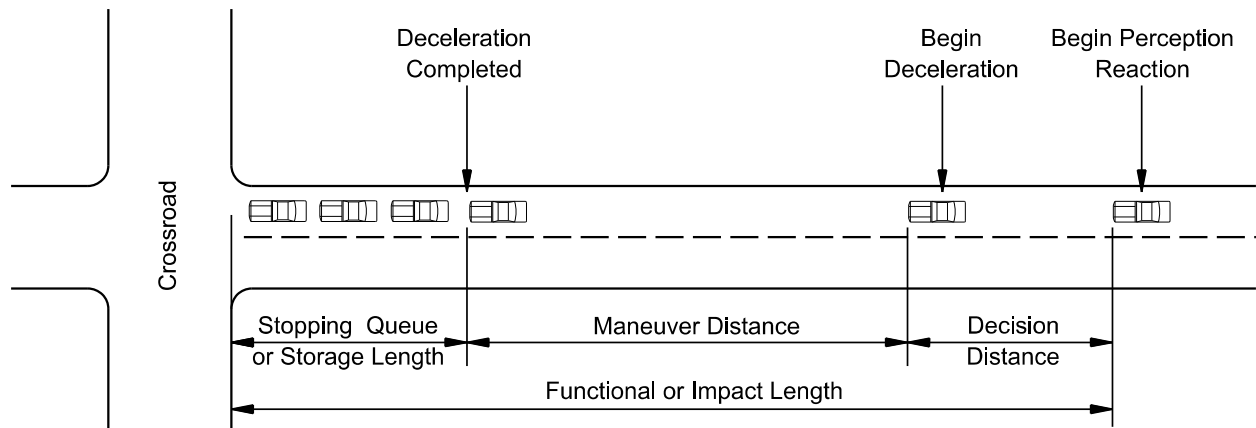 Deceleration
Completed
Begin
Deceleration
Begin Perception
Reaction
Crossroad
Stopping Queue
or Storage Length
Maneuver Distance
Decision
Distance
Functional or Impact Length